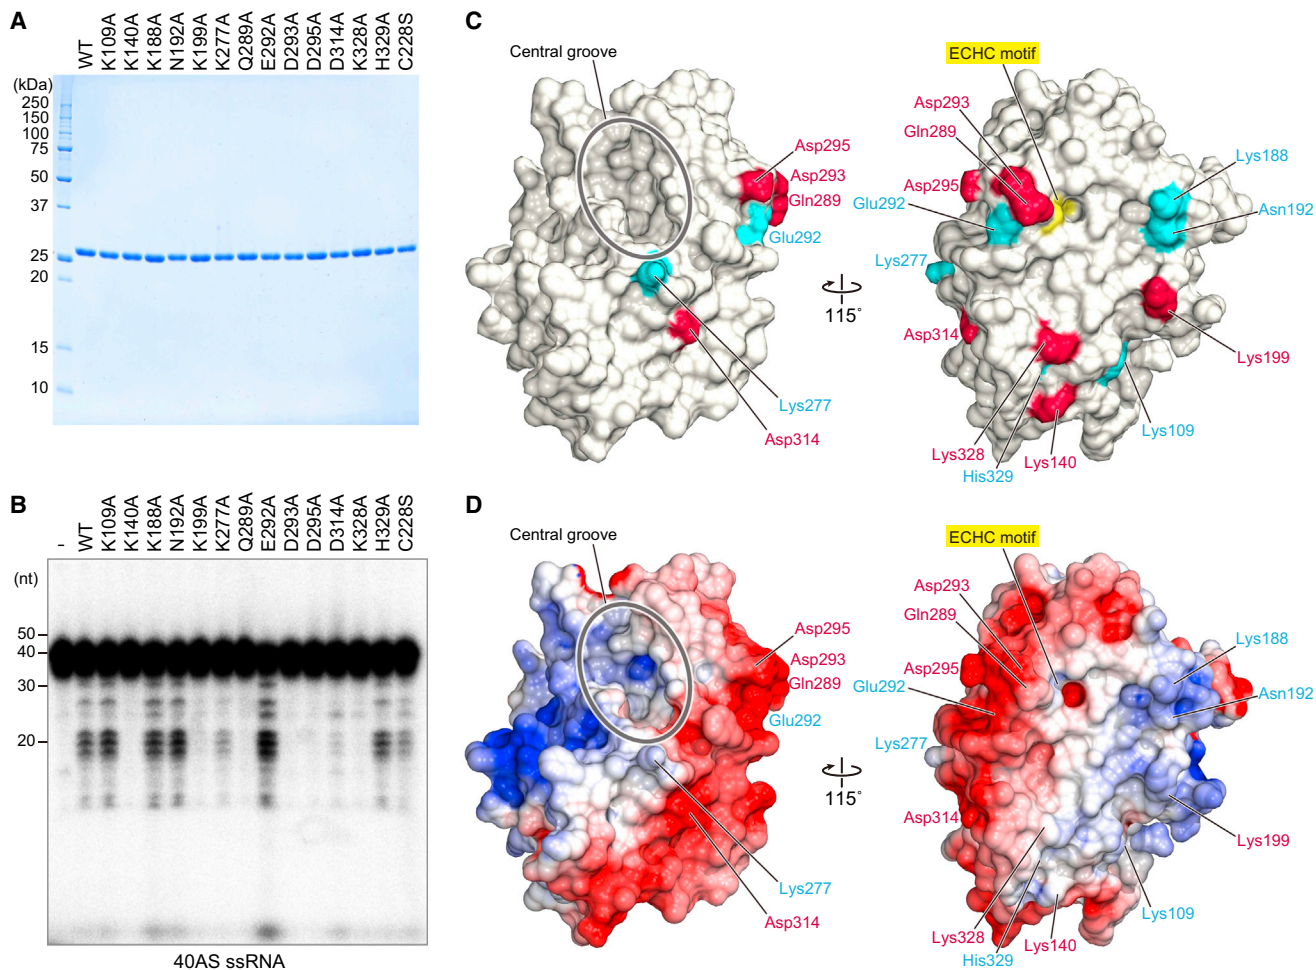 A
WT K109A K140A K188A N192A K199A K277A Q289A E292A D293A D295A D314A K328A H329A C228S
(kDa)
250
150
100
75
50
37
25
20
15
10
B
- WT K109A K140A K188A N192A K199A K277A Q289A E292A D293A D295A D314A K328A H329A C228S
(nt)
50
40
30
20
40AS ssRNA
C
Central groove
Asp295
Asp293
Gln289
Glu292
Lys277
Asp314
115°
ECHC motif
Asp293
Gln289
Asp295
Glu292
Lys277
Asp314
Lys188
Asn192
Lys199
Lys109
Lys328
His329
Lys140
D
Central groove
Asp295
Asp293
Gln289
Glu292
Lys277
Asp314
115°
ECHC motif
Asp293
Gln289
Asp295
Glu292
Lys277
Asp314
Lys188
Asn192
Lys199
Lys109
Lys328
His329
Lys140